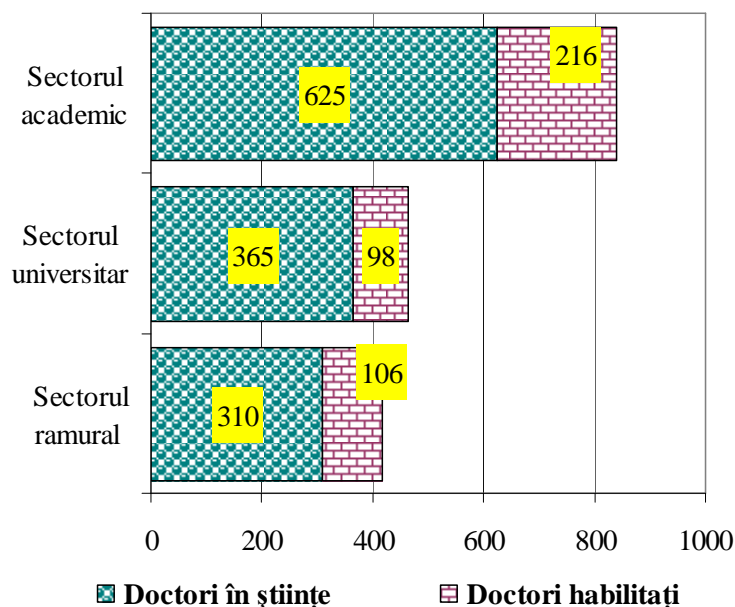 Sectorul
academic
625
216
Sectorul
universitar
365
98
Sectorul
ramural
310
106
0 200 400 600 800 1000
Doctori în științe Doctori habilitați